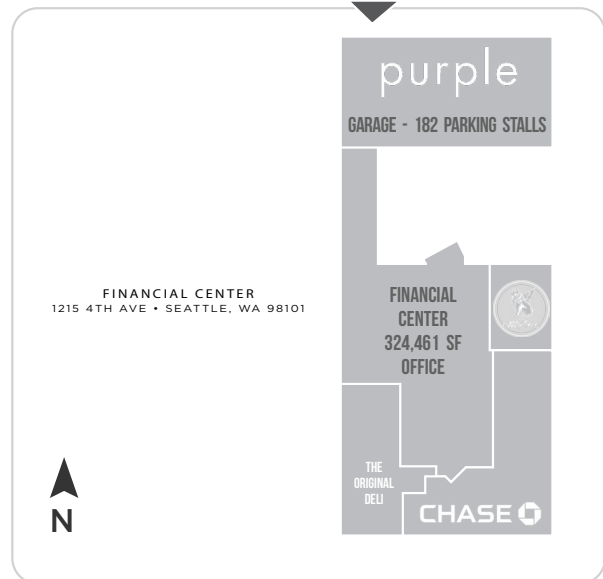 purple
GARAGE - 182 PARKING STALLS
FINANCIAL CENTER
1215 4TH AVE • SEATTLE, WA 98101
FINANCIAL
CENTER
324,461 SF
OFFICE
THE
ORIGINAL
DELI
CHASE
N